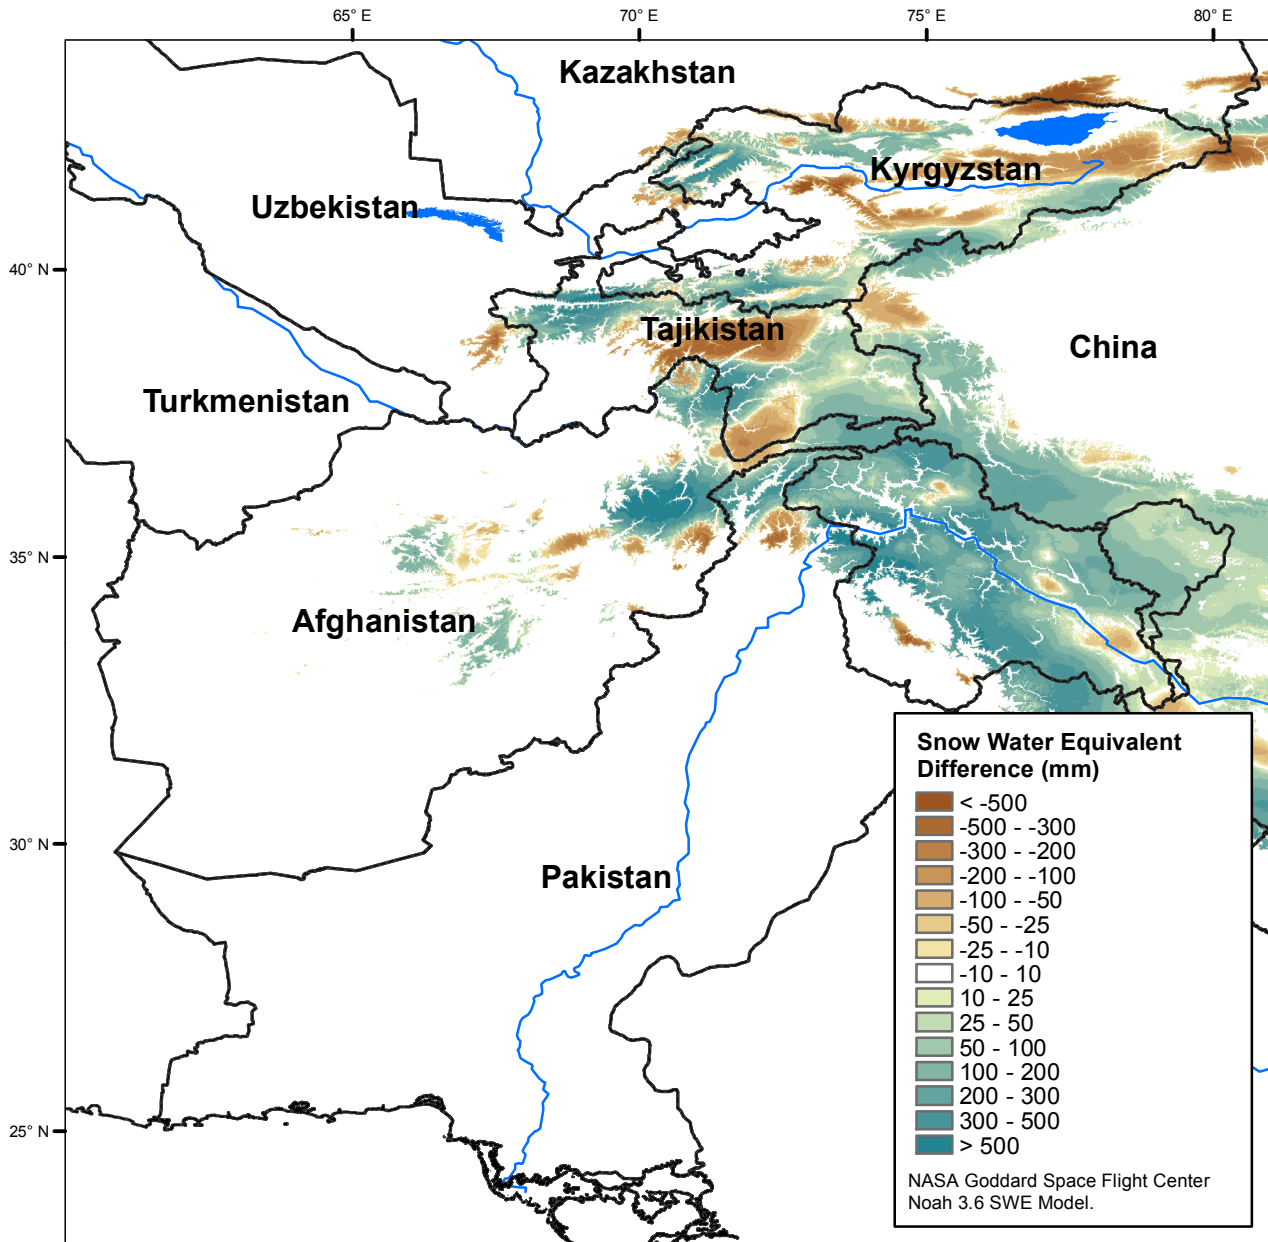 65° E
70° E
75° E
80° E
Kazakhstan
Kyrgyzstan
Uzbekistan
40° N
Tajikistan
China
Turkmenistan
35° N
Afghanistan
Snow Water Equivalent
Difference (mm)
< -500
-500 - -300
-300 - -200
-200 - -100
-100 - -50
-50 - -25
-25 - -10
-10 - 10
10 - 25
25 - 50
50 - 100
100 - 200
200 - 300
300 - 500
> 500
NASA Goddard Space Flight Center
Noah 3.6 SWE Model.
30° N
Pakistan
25° N